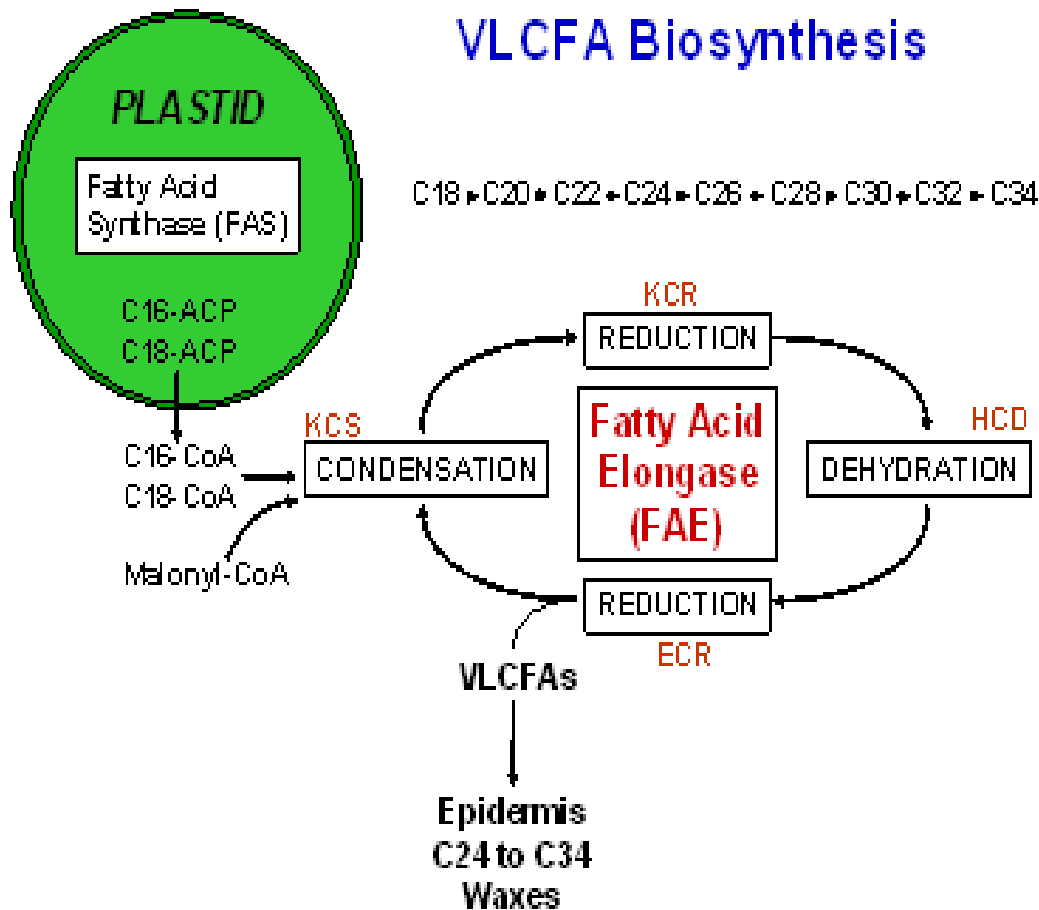 VLCFA Biosynthesis
PLASTID
Fatty Acid
Synthase (FAS)
C16-ACP
C18-ACP
C18 ▸ C20 ▸ C22 ▸ C24 ▸ C26 ▸ C28 ▸ C30 ▸ C32 ▸ C34
KCR
REDUCTION
KCS
CONDENSATION
Fatty Acid
Elongase
(FAE)
HCD
DEHYDRATION
C16-CoA
C18-CoA
Malonyl-CoA
REDUCTION
ECR
VLCFAs
Epidermis
C24 to C34
Waxes